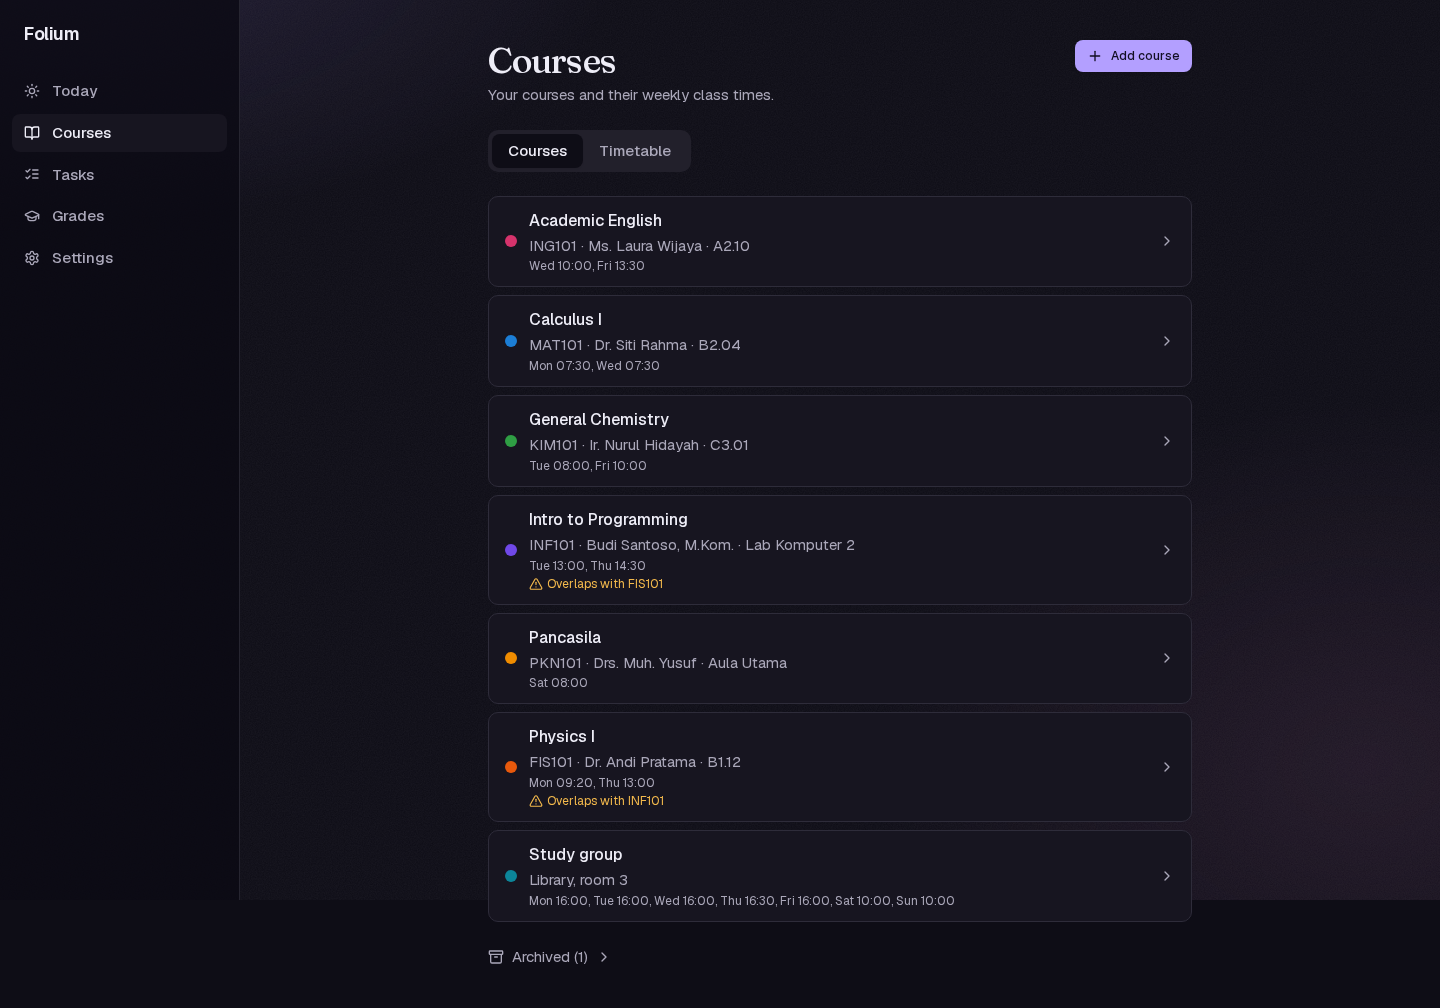 Folium
Today
Courses
Tasks
Grades
Settings
Courses
Your courses and their weekly class times.
Add course
Courses
Timetable
Academic English
ING101 · Ms. Laura Wijaya · A2.10
Wed 10:00, Fri 13:30
Calculus I
MAT101 · Dr. Siti Rahma · B2.04
Mon 07:30, Wed 07:30
General Chemistry
KIM101 · Ir. Nurul Hidayah · C3.01
Tue 08:00, Fri 10:00
Intro to Programming
INF101 · Budi Santoso, M.Kom. · Lab Komputer 2
Tue 13:00, Thu 14:30
Overlaps with FIS101
Pancasila
PKN101 · Drs. Muh. Yusuf · Aula Utama
Sat 08:00
Physics I
FIS101 · Dr. Andi Pratama · B1.12
Mon 09:20, Thu 13:00
Overlaps with INF101
Study group
Library, room 3
Mon 16:00, Tue 16:00, Wed 16:00, Thu 16:30, Fri 16:00, Sat 10:00, Sun 10:00
Archived (1)